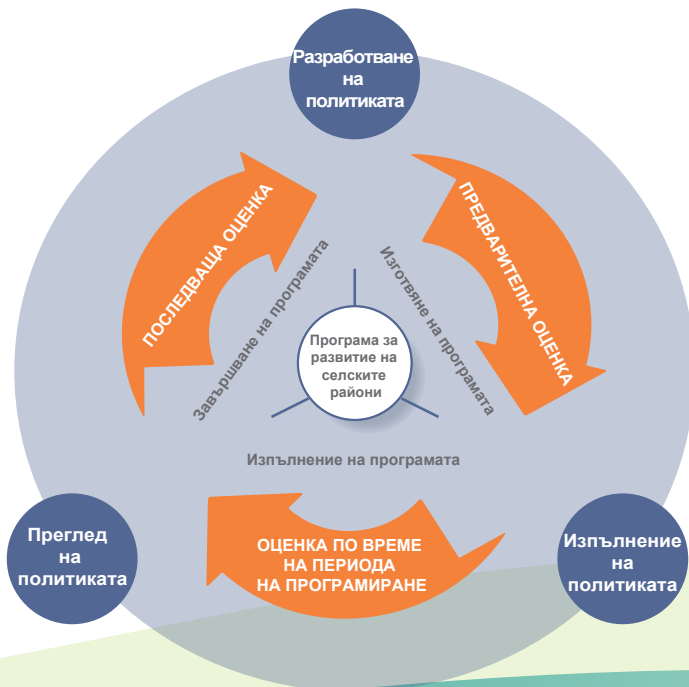 Разработване
на
политиката
ПОСЛЕДВАЩА ОЦЕНКА
ПРЕДВАРИТЕЛНА ОЦЕНКА
Завършване на програмата
Изготвяне на програмата
Програма за
развитие на
селските
райони
Изпълнение на програмата
Преглед
на
политиката
ОЦЕНКА ПО ВРЕМЕ
НА ПЕРИОДА
НА ПРОГРАМИРАНЕ
Изпълнение
на
политиката